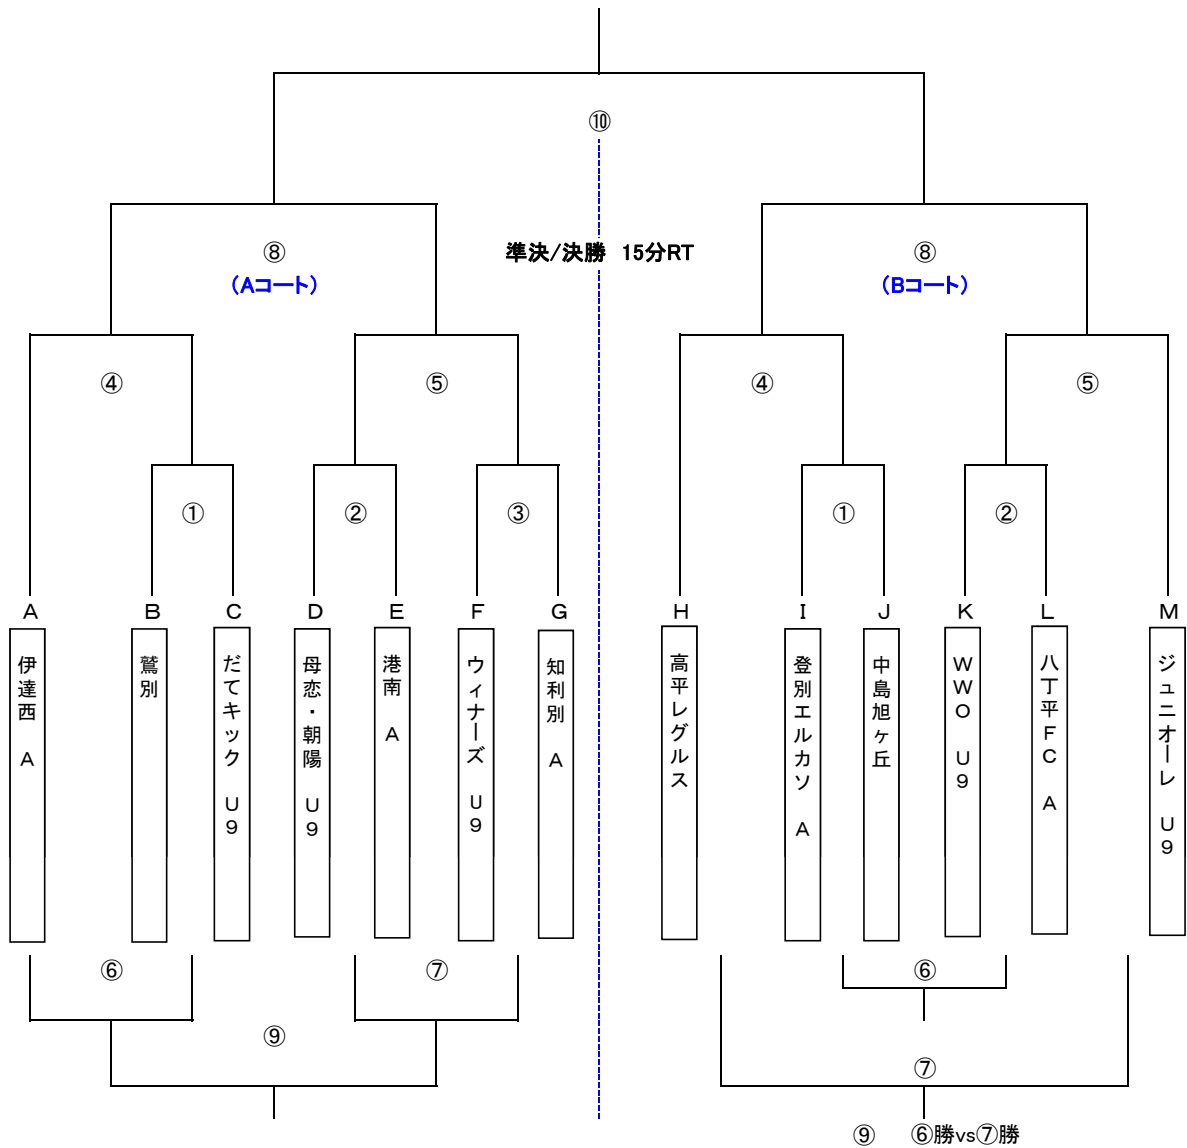 ⑩
準決/決勝 15分RT
⑧ ⑧
(Aコート) (Bコート)
④ ⑤ ④ ⑤
① ② ③ ① ②
A B C D E F G H I J K L M
伊達西 A
鷲別
だてキック U9
母恋・朝陽 U9
港南 A
ウィナーズ U9
知利別 A
高平レグルス
登別エルカソ A
中島旭ヶ丘
WWO U9
八丁平FC A
ジュニオーレ U9
⑥ ⑦ ⑥
⑨ ⑦
⑨ ⑥勝vs⑦勝